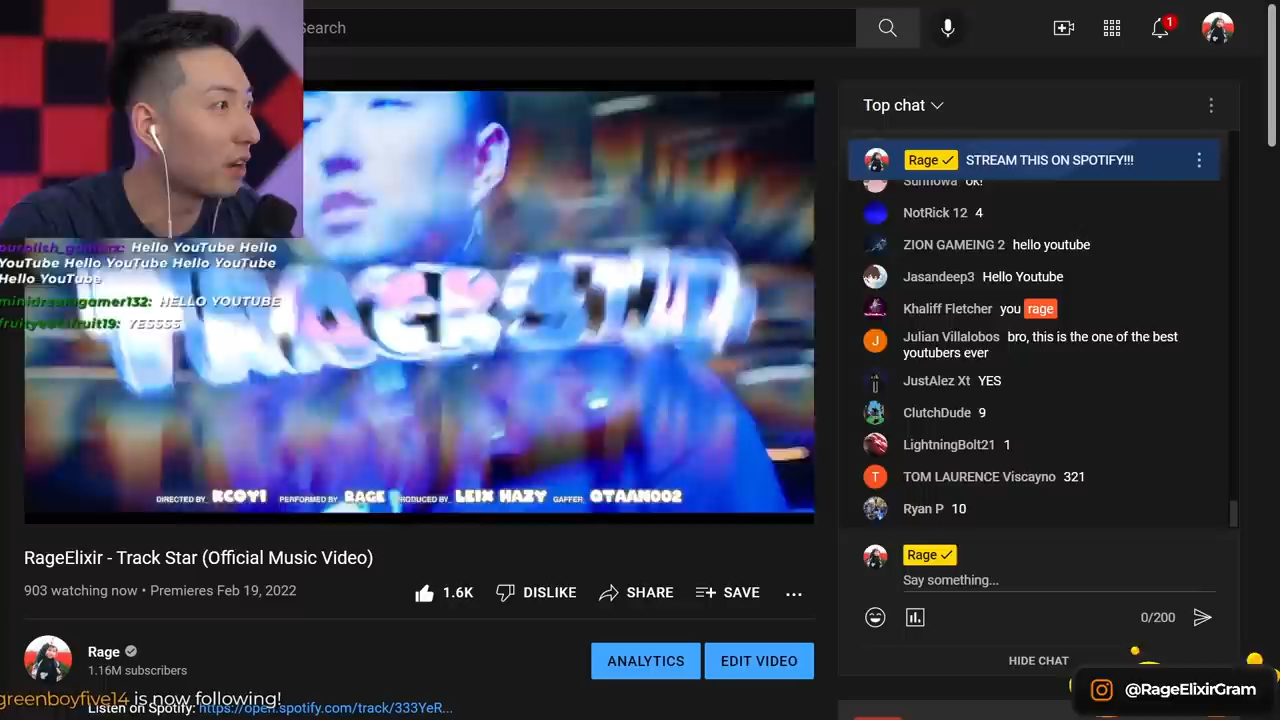 Search
1
Top chat
Rage STREAM THIS ON SPOTIFY!!!
ok!
NotRick 12 4
ZION GAMEING 2 hello youtube
Jasandeep3 Hello Youtube
Khaliff Fletcher you rage
Julian Villalobos bro, this is the one of the best
youtubers ever
JustAlez Xt YES
ClutchDude 9
LightningBolt21 1
TOM LAURENCE Viscayno 321
Ryan P 10
Rage
Say something...
0/200
HIDE CHAT
Hello YouTube Hello
YouTube Hello YouTube Hello YouTube
Hello YouTube
minidreamgamer132: HELLO YOUTUBE
YESSSS
TRACK STAR
DIRECTED BY KCOYI PERFORMED BY RAGE PRODUCED BY LEIX HAZY GAFFER OTAAN002
RageElixir - Track Star (Official Music Video)
903 watching now • Premieres Feb 19, 2022
1.6K DISLIKE SHARE SAVE
Rage
1.16M subscribers
ANALYTICS EDIT VIDEO
greenboyfive14 is now following!
Listen on Spotify: https://open.spotify.com/track/333YeR...
@RageElixirGram